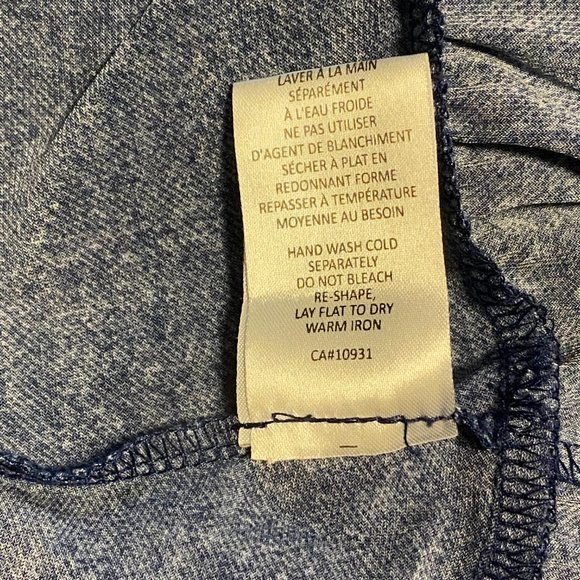 LAVER À LA MAIN
SÉPARÉMENT
À L'EAU FROIDE
NE PAS UTILISER
D'AGENT DE BLANCHIMENT
SÉCHER À PLAT EN
REDONNANT FORME
REPASSER À TEMPÉRATURE
MOYENNE AU BESOIN
HAND WASH COLD
SEPARATELY
DO NOT BLEACH
RE-SHAPE,
LAY FLAT TO DRY
WARM IRON
CA#10931